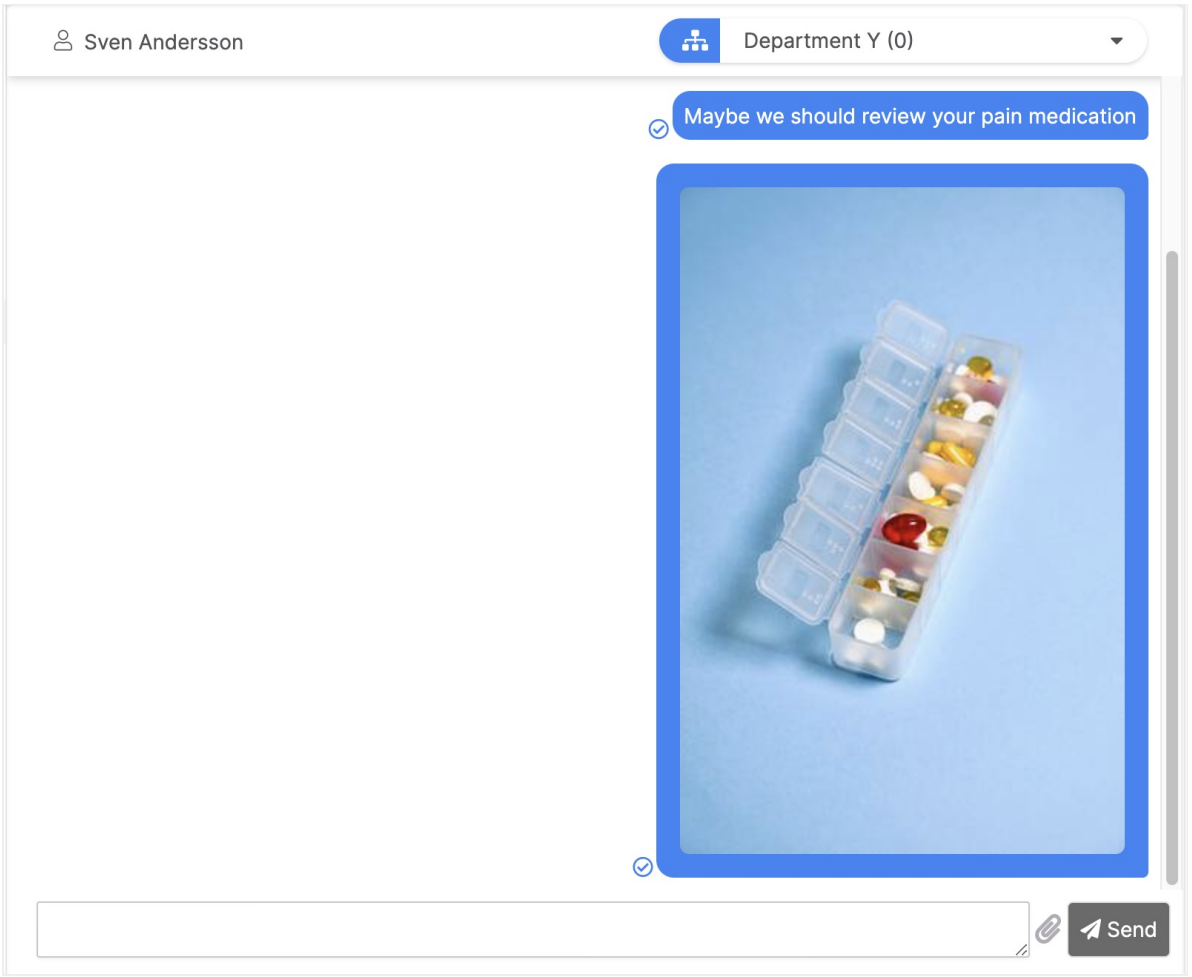 Sven Andersson
Department Y (0)
Maybe we should review your pain medication
Send